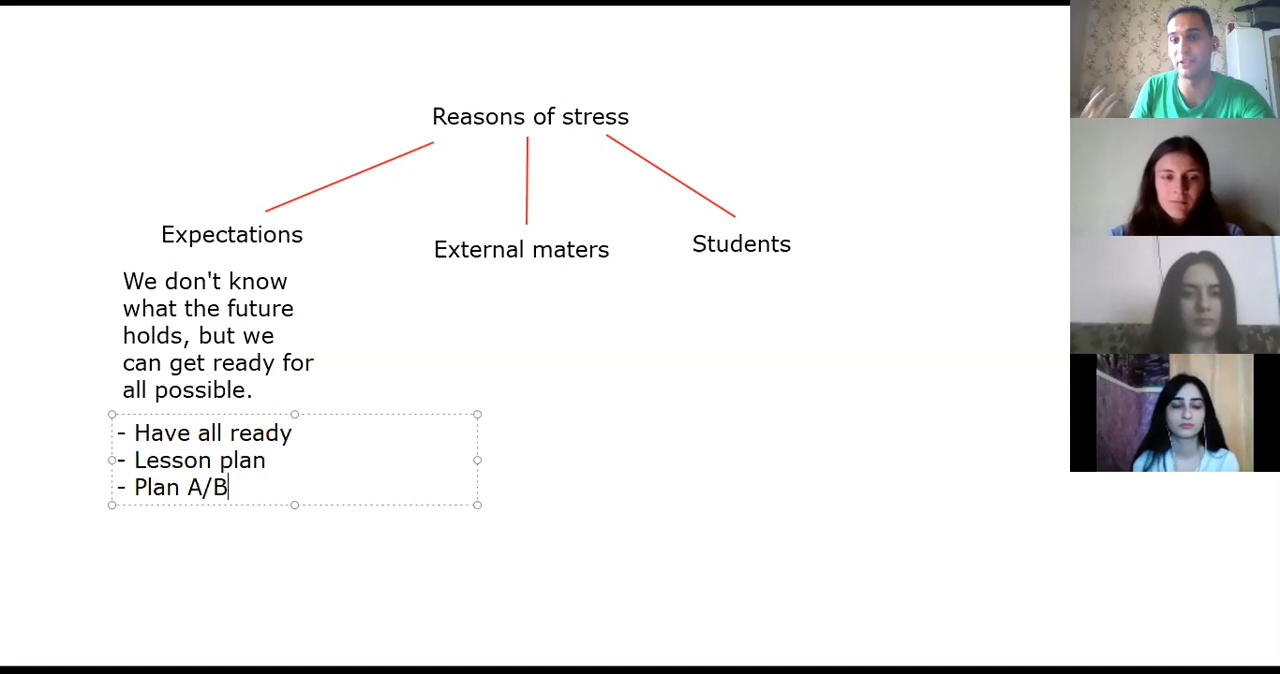 Reasons of stress
Expectations
External maters
Students
We don't know
what the future
holds, but we
can get ready for
all possible.
- Have all ready
- Lesson plan
- Plan A/B